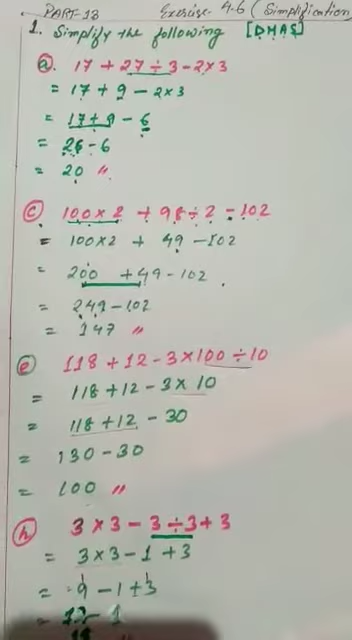 PART-13 Exercise 4.6 (Simplification)
1. Simplify the following [DMAS]
(a). 17 + 27 ÷ 3 - 2 × 3
= 17 + 9 - 2 × 3
= 17 + 9 - 6
= 26 - 6
= 20 "
(c) 100 × 2 + 98 ÷ 2 - 102
= 100 × 2 + 49 - 102
= 200 + 49 - 102
= 249 - 102
= 147 "
(e) 118 + 12 - 3 × 100 ÷ 10
= 118 + 12 - 3 × 10
= 118 + 12 - 30
= 130 - 30
= 100 "
(h) 3 × 3 - 3 ÷ 3 + 3
= 3 × 3 - 1 + 3
= 9 - 1 + 3
= 12 - 1